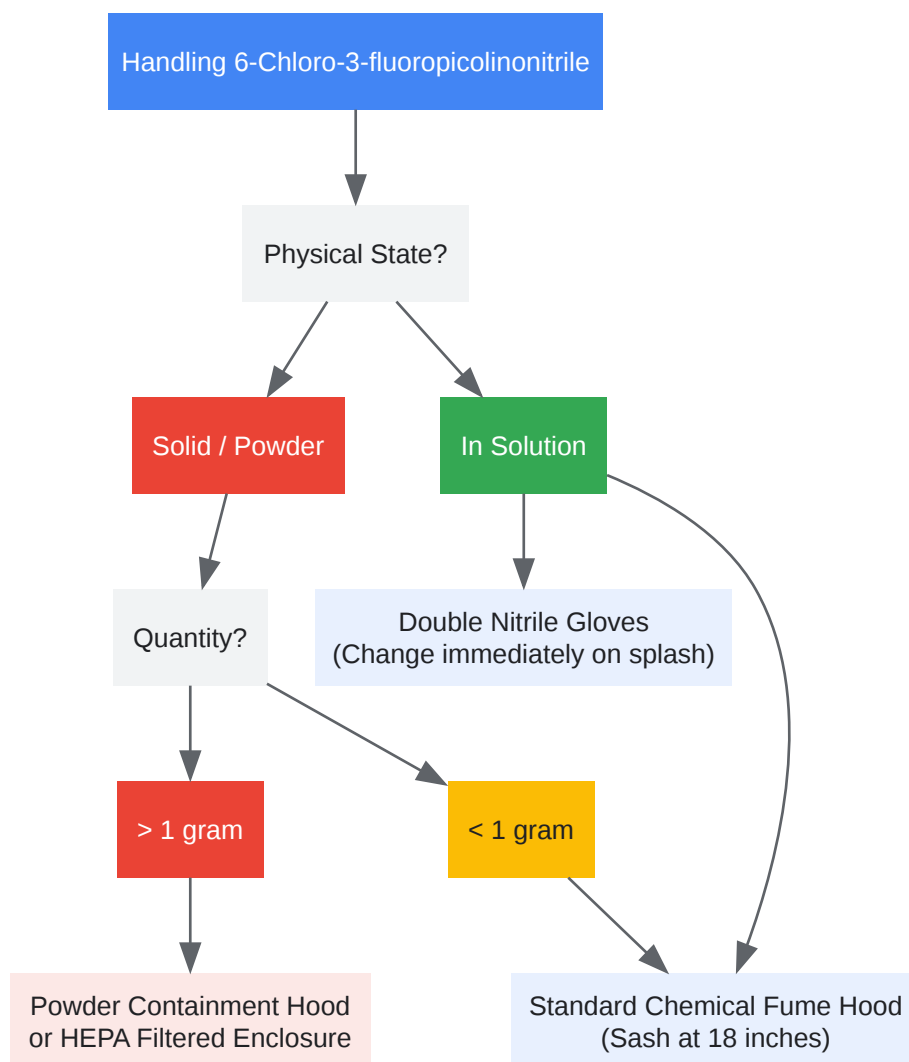 Handling 6-Chloro-3-fluoropicolinonitrile
Physical State?
Solid / Powder
In Solution
Quantity?
Double Nitrile Gloves
(Change immediately on splash)
> 1 gram
< 1 gram
Powder Containment Hood
or HEPA Filtered Enclosure
Standard Chemical Fume Hood
(Sash at 18 inches)